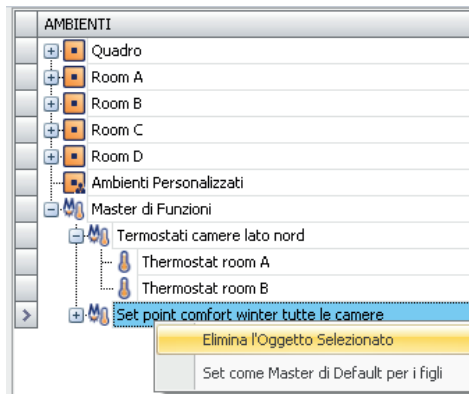 AMBIENTI
Quadro
Room A
Room B
Room C
Room D
Ambienti Personalizzati
Master di Funzioni
Termostati camere lato nord
Thermostat room A
Thermostat room B
Set point comfort winter tutte le camere
Elimina l'Oggetto Selezionato
Set come Master di Default per i figli